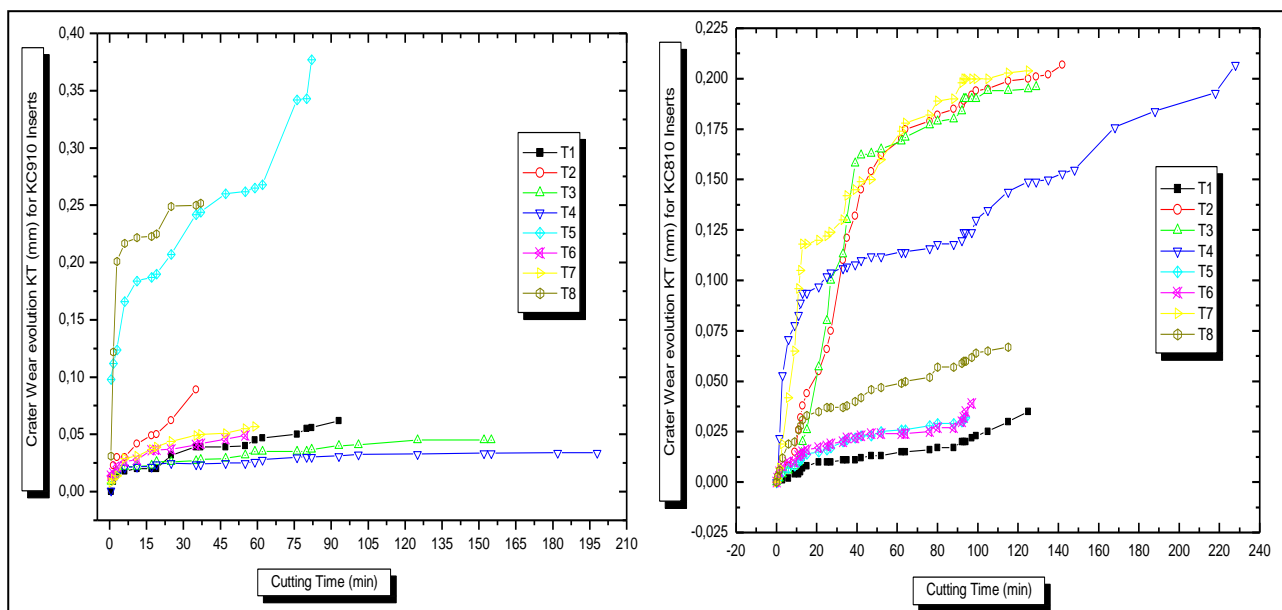 Crater Wear evolution KT (mm) for KC910 Inserts
0,40
0,35
0,30
0,25
0,20
0,15
0,10
0,05
0,00
T1
T2
T3
T4
T5
T6
T7
T8
0 15 30 45 60 75 90 105 120 135 150 165 180 195 210
Cutting Time (min)
Crater Wear evolution KT (mm) for KC810 Inserts
0,225
0,200
0,175
0,150
0,125
0,100
0,075
0,050
0,025
0,000
-0,025
T1
T2
T3
T4
T5
T6
T7
T8
-20 0 20 40 60 80 100 120 140 160 180 200 220 240
Cutting Time (min)